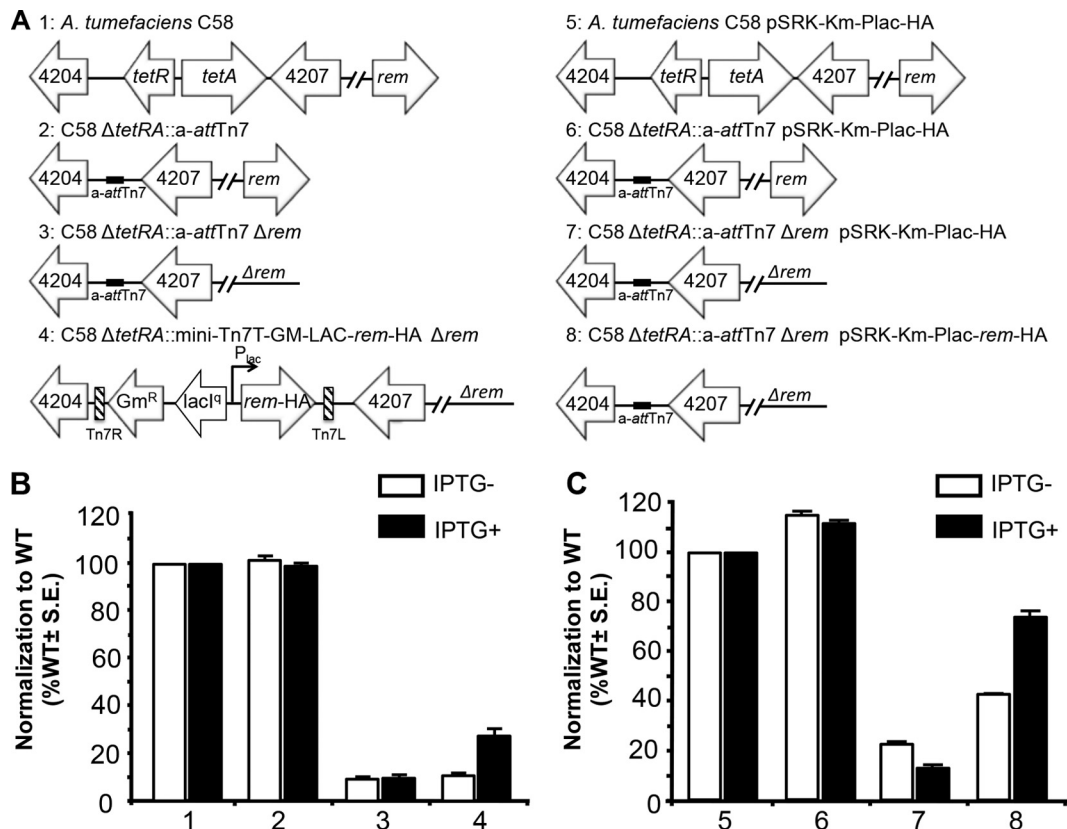 A
1: A. tumefaciens C58
4204 tetR tetA 4207 rem
2: C58 ΔtetRA::a-attTn7
4204 a-attTn7 4207 rem
3: C58 ΔtetRA::a-attTn7 Δrem
4204 a-attTn7 4207 Δrem
4: C58 ΔtetRA::mini-Tn7T-GM-LAC-rem-HA Δrem
Plac
4204 GmR lacIq rem-HA 4207 Δrem
Tn7R Tn7L
5: A. tumefaciens C58 pSRK-Km-Plac-HA
4204 tetR tetA 4207 rem
6: C58 ΔtetRA::a-attTn7 pSRK-Km-Plac-HA
4204 a-attTn7 4207 rem
7: C58 ΔtetRA::a-attTn7 Δrem pSRK-Km-Plac-HA
4204 a-attTn7 4207 Δrem
8: C58 ΔtetRA::a-attTn7 Δrem pSRK-Km-Plac-rem-HA
4204 a-attTn7 4207 Δrem
B
IPTG-
IPTG+
Normalization to WT
(%WT± S.E.)
120
100
80
60
40
20
0
1 2 3 4
C
IPTG-
IPTG+
Normalization to WT
(%WT± S.E.)
120
100
80
60
40
20
0
5 6 7 8